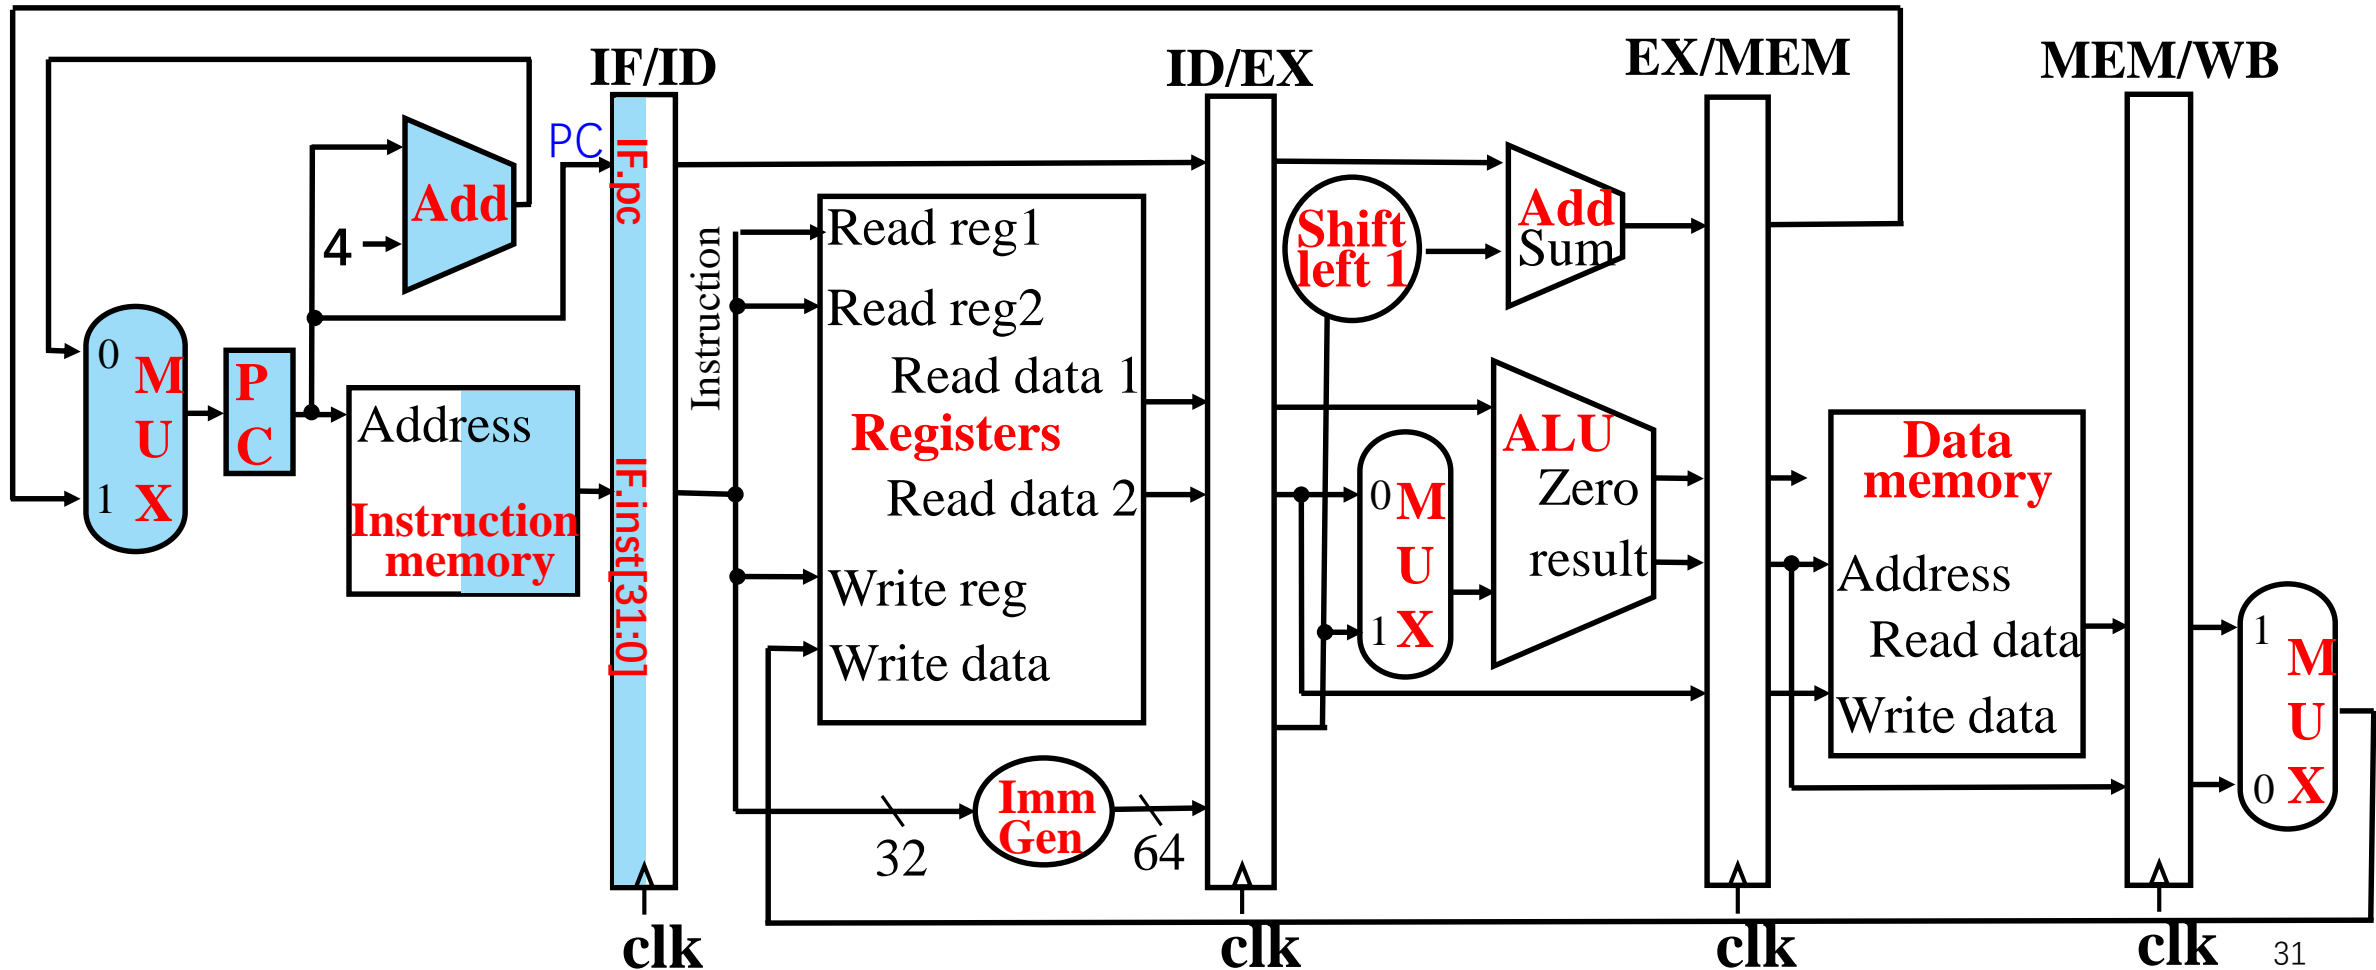 IF/ID
ID/EX
EX/MEM
MEM/WB
PC
IF.pc
Add
4
0
M
U
X
1
P
C
Address
Instruction
memory
IF.inst[31:0]
Instruction
Read reg1
Read reg2
Read data 1
Registers
Read data 2
Write reg
Write data
Imm
Gen
32
64
Shift
left 1
Add
Sum
ALU
Zero
result
0
M
U
1
X
Data
memory
Address
Read data
Write data
1
M
U
0
X
clk
clk
clk
clk
31